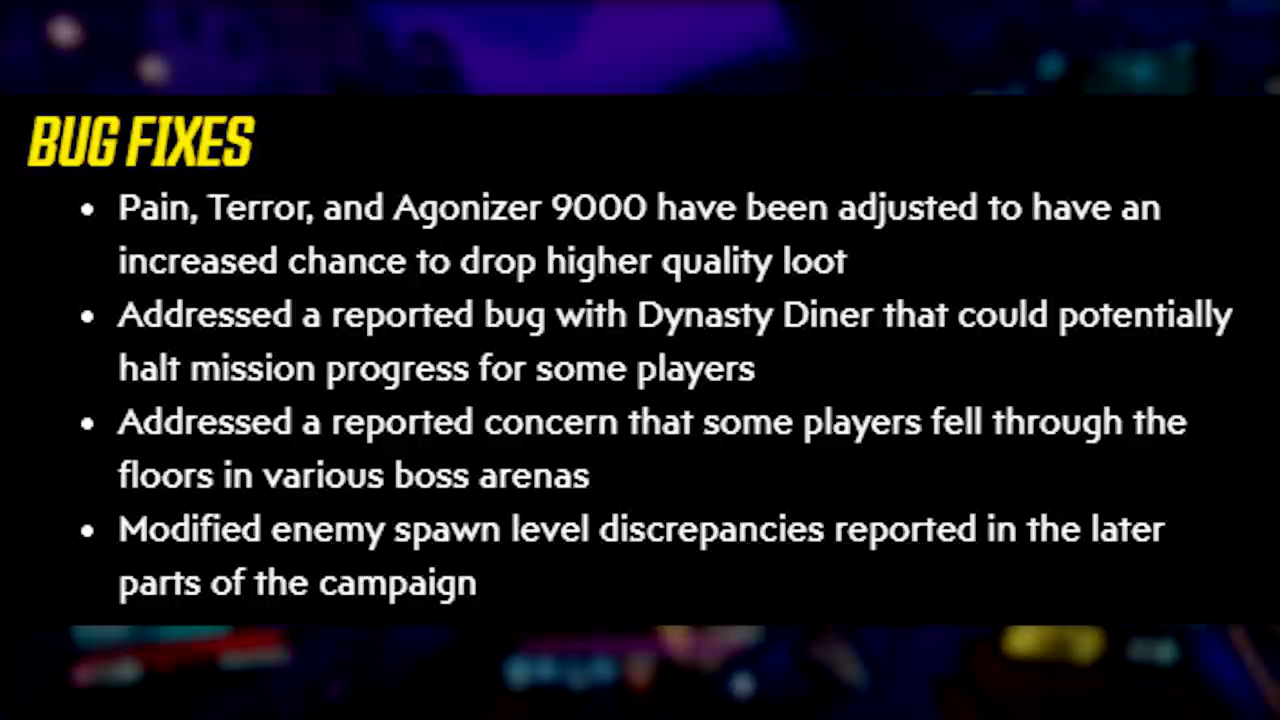 BUG FIXES
• Pain, Terror, and Agonizer 9000 have been adjusted to have an
increased chance to drop higher quality loot
• Addressed a reported bug with Dynasty Diner that could potentially
halt mission progress for some players
• Addressed a reported concern that some players fell through the
floors in various boss arenas
• Modified enemy spawn level discrepancies reported in the later
parts of the campaign